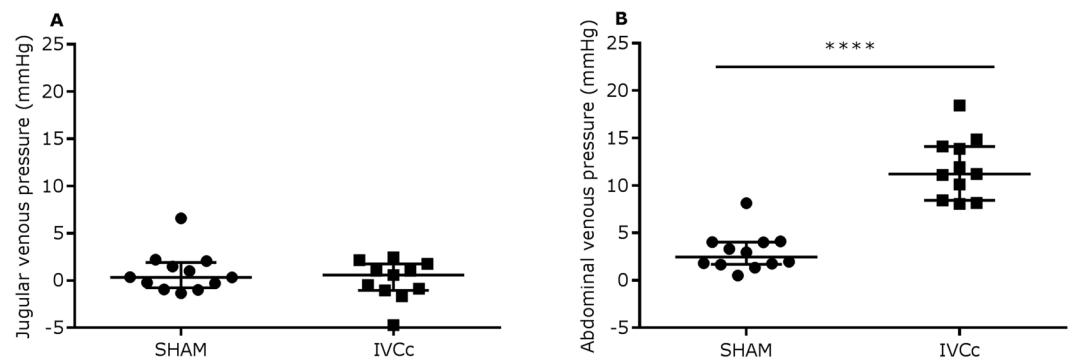 A
Jugular venous pressure (mmHg)
25
20
15
10
5
0
-5
SHAM
IVCc
B
Abdominal venous pressure (mmHg)
25
20
15
10
5
0
-5
****
SHAM
IVCc